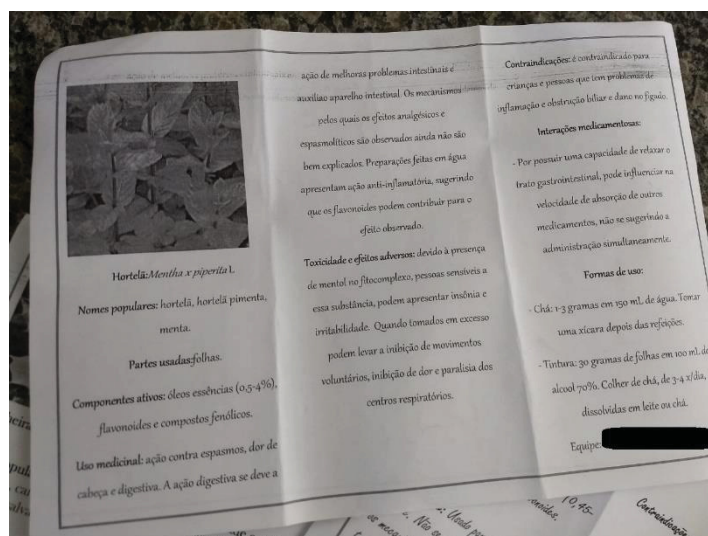 Hortelã:Mentha x piperita L
Nomes populares: hortelã, hortelã pimenta,
menta.
Partes usadas:folhas.
Componentes ativos: óleos essências (0,5-4%),
flavonoides e compostos fenólicos.
Uso medicinal: ação contra espasmos, dor de
cabeça e digestiva. A ação digestiva se deve a
ação de melhoras problemas intestinais e
auxiliao aparelho intestinal. Os mecanismos
pelos quais os efeitos analgésicos e
espasmolíticos são observados ainda não são
bem explicados. Preparações feitas em água
apresentam ação anti-inflamatória, sugerindo
que os flavonoides podem contribuir para o
efeito observado.
Toxicidade e efeitos adversos: devido à presença
de mentol no fitocomplexo, pessoas sensíveis a
essa substância, podem apresentar insônia e
irritabilidade. Quando tomados em excesso
podem levar a inibição de movimentos
voluntários, inibição de dor e paralisia dos
centros respiratórios.
Contraindicações: é contraindicado para
crianças e pessoas que tem problemas de
inflamação e obstrução biliar e dano no fígado.
Interações medicamentosas:
- Por possuir uma capacidade de relaxar o
trato gastrointestinal, pode influenciar na
velocidade de absorção de outros
medicamentos, não se sugerindo a
administração simultaneamente.
Formas de uso:
- Chá: 1-3 gramas em 150 mL de água. Tomar
uma xícara depois das refeições.
- Tintura: 30 gramas de folhas em 100 mL de
alcool 70%. Colher de chá, de 3-4 x/dia,
dissolvidas em leite ou chá.
Equipe:
10,45-
Contraindicação
Usado